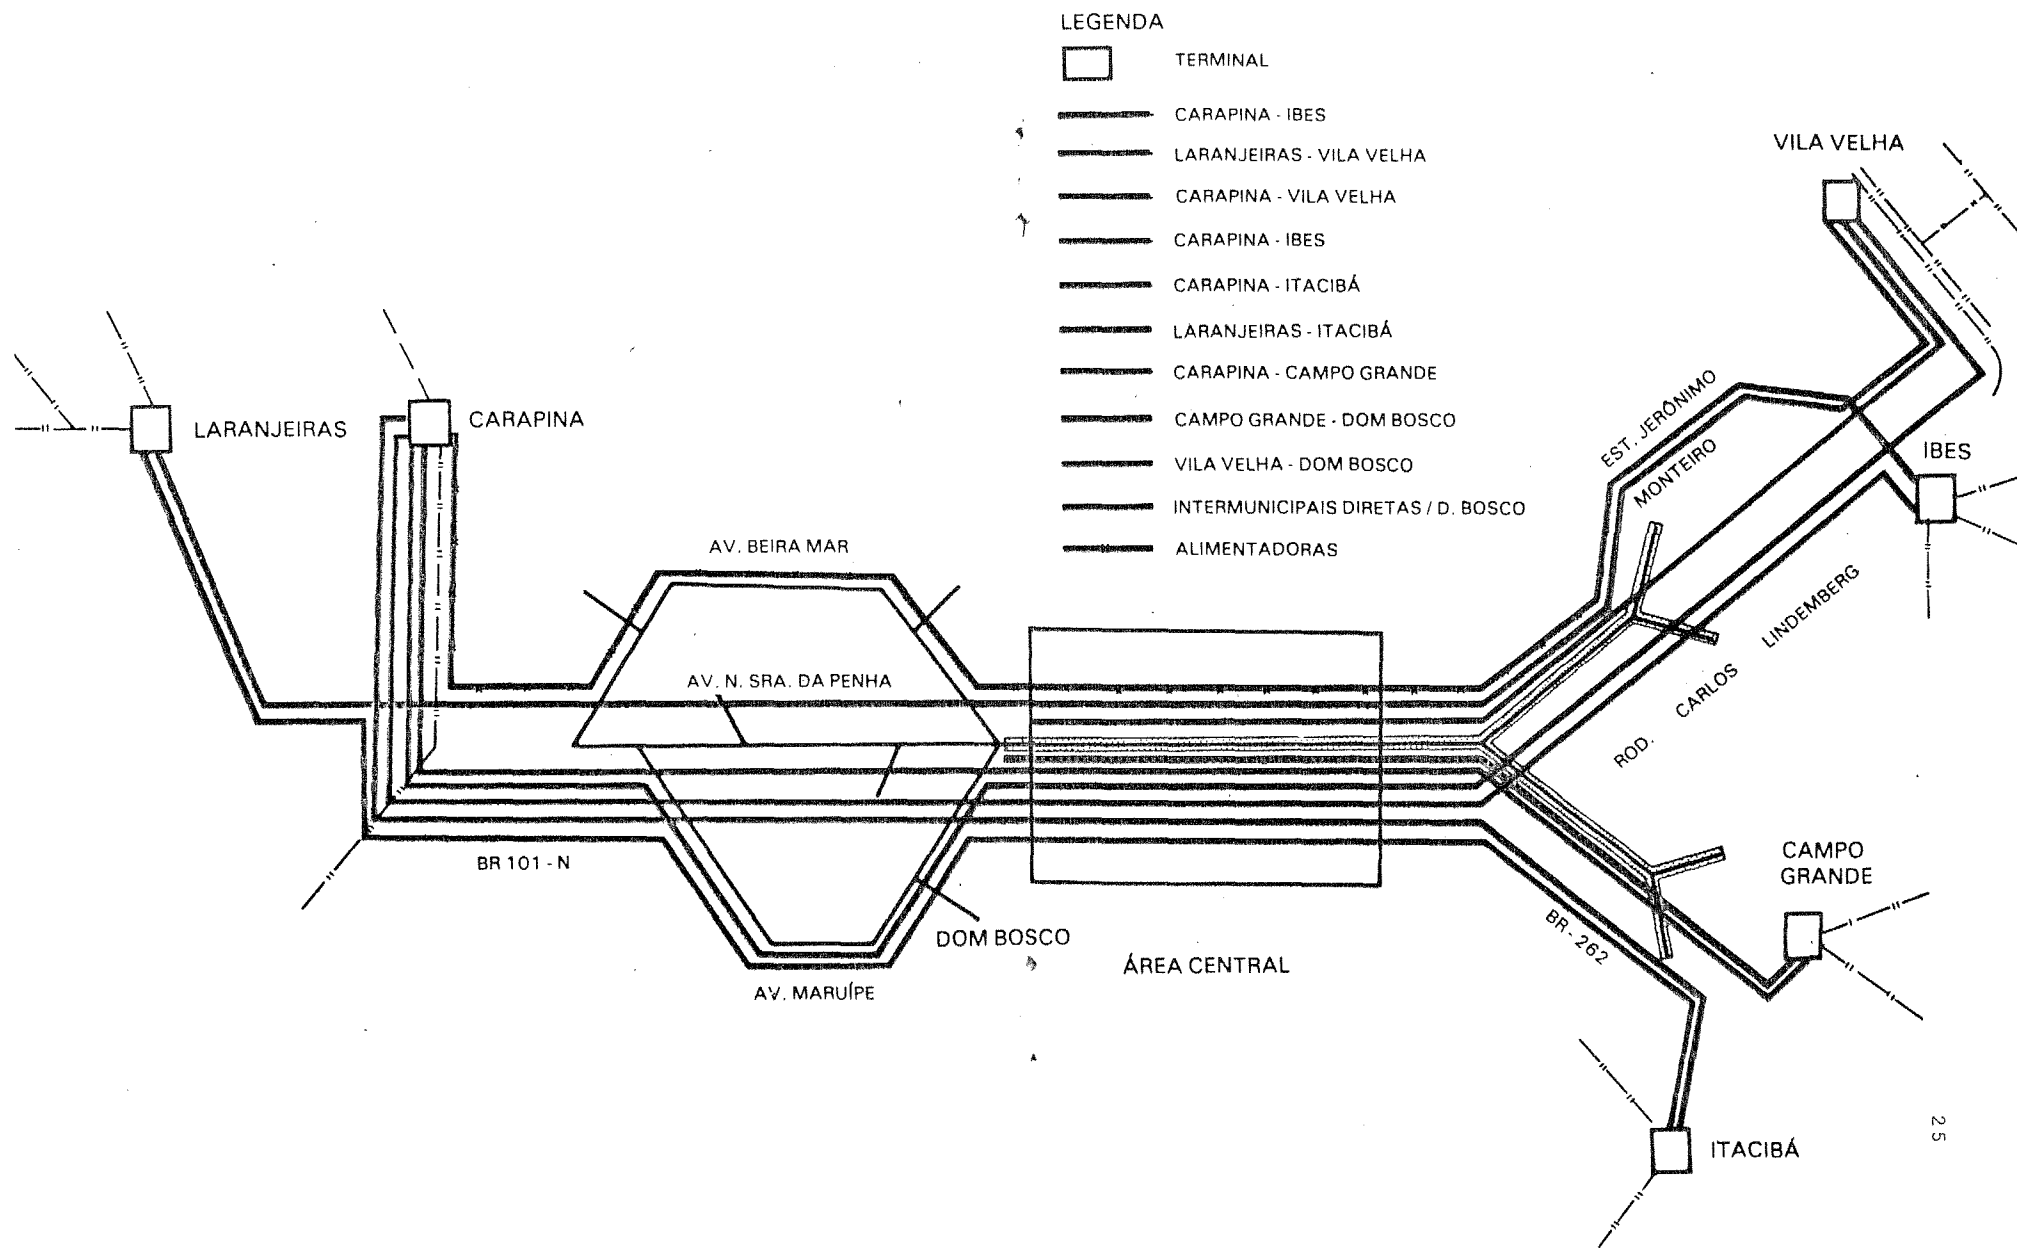 LEGENDA
TERMINAL
CARAPINA - IBES
LARANJEIRAS - VILA VELHA
CARAPINA - VILA VELHA
CARAPINA - IBES
CARAPINA - ITACIBÁ
LARANJEIRAS - ITACIBÁ
CARAPINA - CAMPO GRANDE
CAMPO GRANDE - DOM BOSCO
VILA VELHA - DOM BOSCO
INTERMUNICIPAIS DIRETAS / D. BOSCO
ALIMENTADORAS
VILA VELHA
LARANJEIRAS
CARAPINA
EST. JERÔNIMO
MONTEIRO
IBES
AV. BEIRA MAR
AV. N. SRA. DA PENHA
ROD. CARLOS LINDEMBERG
BR 101 - N
CAMPO
GRANDE
DOM BOSCO
BR - 262
ÁREA CENTRAL
AV. MARUÍPE
ITACIBÁ
25